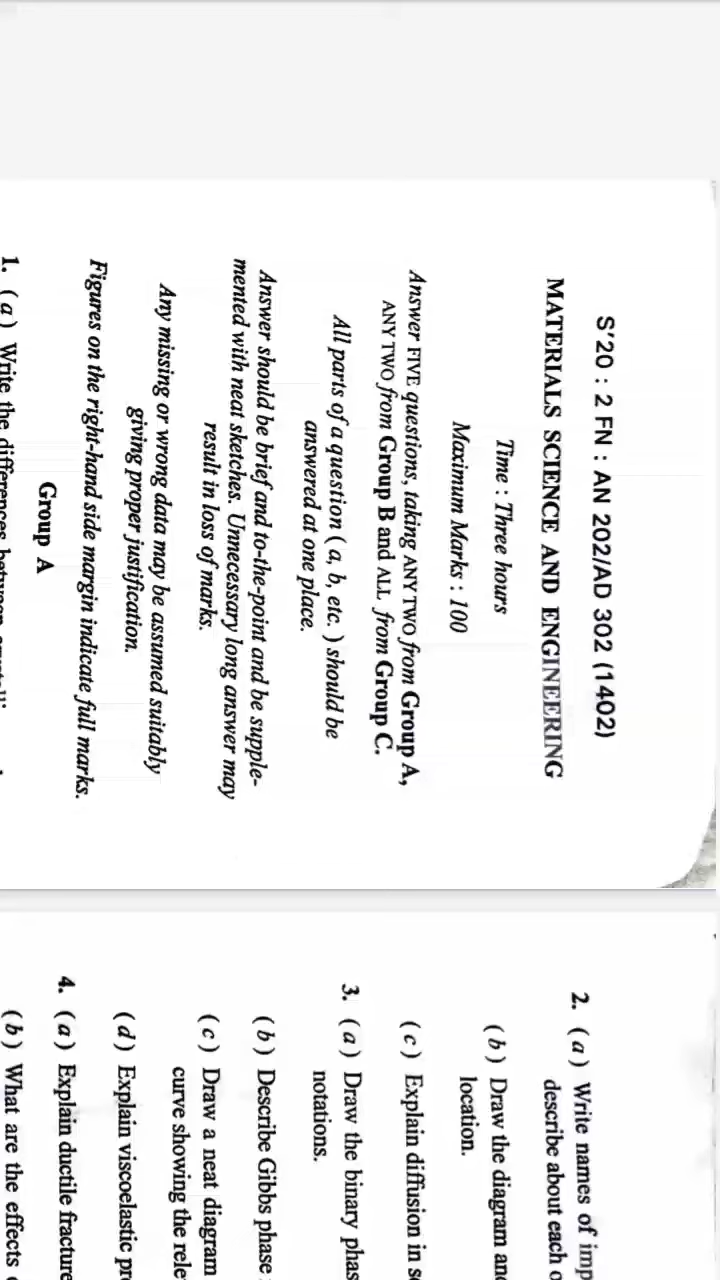 S'20 : 2 FN : AN 202/AD 302 (1402)
MATERIALS SCIENCE AND ENGINEERING
Time : Three hours
Maximum Marks : 100
Answer FIVE questions, taking ANY TWO from Group A,
ANY TWO from Group B and ALL from Group C.
All parts of a question ( a, b, etc. ) should be
answered at one place.
Answer should be brief and to-the-point and be supple-
mented with neat sketches. Unnecessary long answer may
result in loss of marks.
Any missing or wrong data may be assumed suitably
giving proper justification.
Figures on the right-hand side margin indicate full marks.
Group A
1. ( a ) Write the differences between
2. ( a ) Write names of imp
describe about each o
( b ) Draw the diagram and
location.
( c ) Explain diffusion in s
3. ( a ) Draw the binary phas
notations.
( b ) Describe Gibbs phase
( c ) Draw a neat diagram
curve showing the rele
( d ) Explain viscoelastic pr
4. ( a ) Explain ductile fracture
( b ) What are the effects